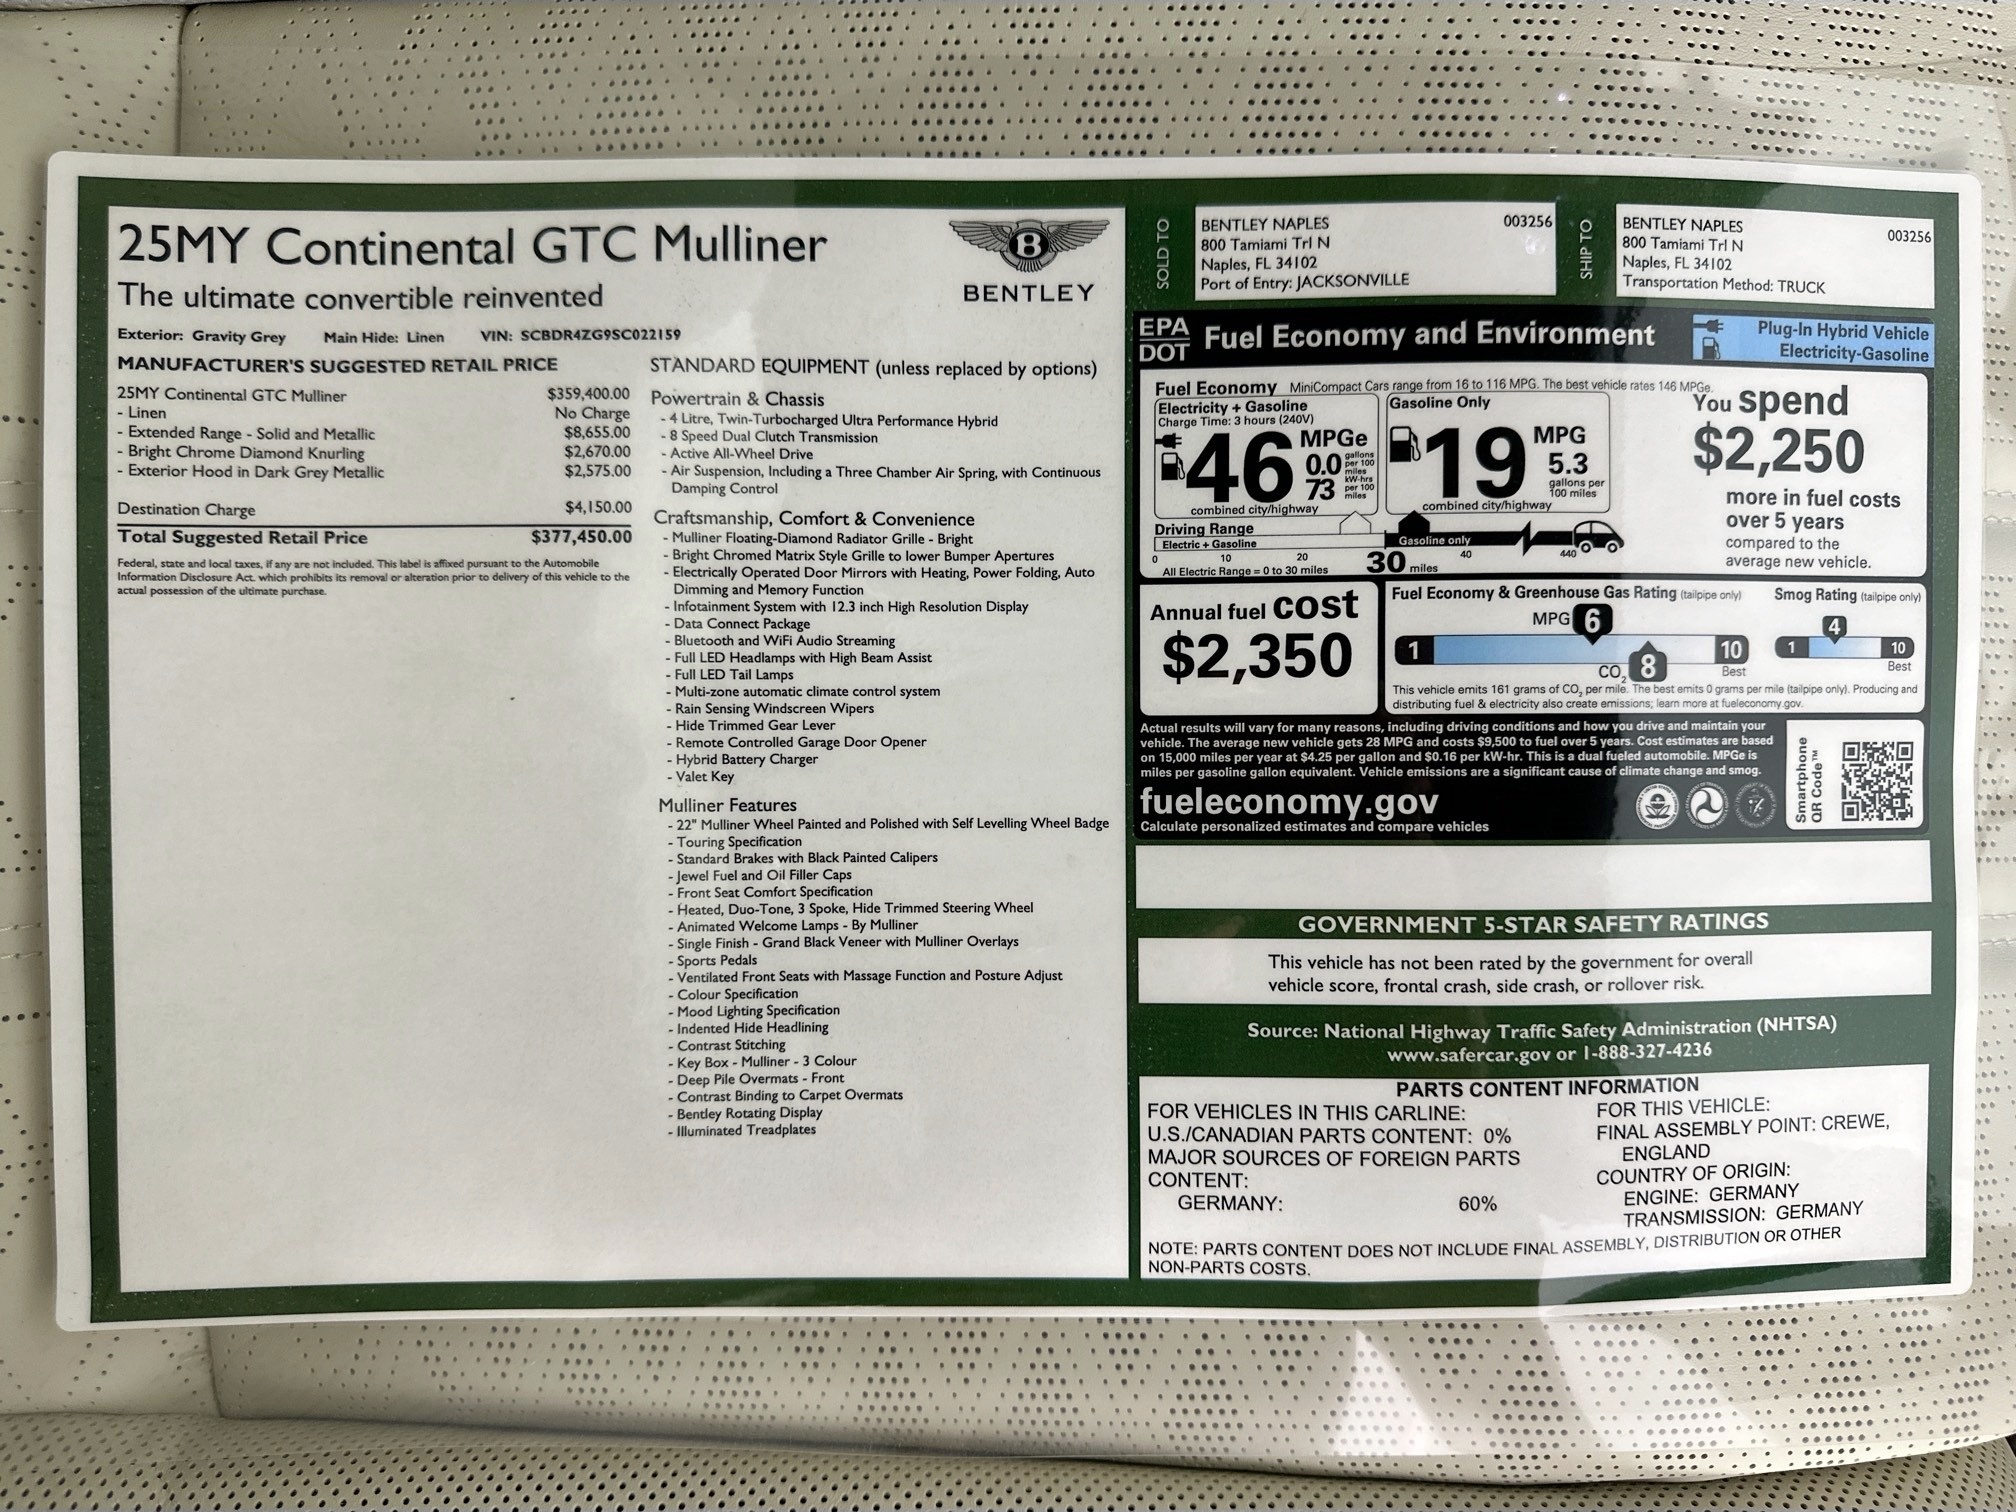 25MY Continental GTC Mulliner
The ultimate convertible reinvented
B
BENTLEY
Exterior: Gravity Grey Main Hide: Linen VIN: SCBDR4ZG9SC022159
MANUFACTURER'S SUGGESTED RETAIL PRICE
25MY Continental GTC Mulliner $359,400.00
- Linen No Charge
- Extended Range - Solid and Metallic $8,655.00
- Bright Chrome Diamond Knurling $2,670.00
- Exterior Hood in Dark Grey Metallic $2,575.00
Destination Charge $4,150.00
Total Suggested Retail Price $377,450.00
Federal, state and local taxes, if any are not included. This label is affixed pursuant to the Automobile
Information Disclosure Act. which prohibits its removal or alteration prior to delivery of this vehicle to the
actual possession of the ultimate purchase.
STANDARD EQUIPMENT (unless replaced by options)
Powertrain & Chassis
- 4 Litre, Twin-Turbocharged Ultra Performance Hybrid
- 8 Speed Dual Clutch Transmission
- Active All-Wheel Drive
- Air Suspension, Including a Three Chamber Air Spring, with Continuous
Damping Control
Craftsmanship, Comfort & Convenience
- Mulliner Floating-Diamond Radiator Grille - Bright
- Bright Chromed Matrix Style Grille to lower Bumper Apertures
- Electrically Operated Door Mirrors with Heating, Power Folding, Auto
Dimming and Memory Function
- Infotainment System with 12.3 inch High Resolution Display
- Data Connect Package
- Bluetooth and WiFi Audio Streaming
- Full LED Headlamps with High Beam Assist
- Full LED Tail Lamps
- Multi-zone automatic climate control system
- Rain Sensing Windscreen Wipers
- Hide Trimmed Gear Lever
- Remote Controlled Garage Door Opener
- Hybrid Battery Charger
- Valet Key
Mulliner Features
- 22" Mulliner Wheel Painted and Polished with Self Levelling Wheel Badge
- Touring Specification
- Standard Brakes with Black Painted Calipers
- Jewel Fuel and Oil Filler Caps
- Front Seat Comfort Specification
- Heated, Duo-Tone, 3 Spoke, Hide Trimmed Steering Wheel
- Animated Welcome Lamps - By Mulliner
- Single Finish - Grand Black Veneer with Mulliner Overlays
- Sports Pedals
- Ventilated Front Seats with Massage Function and Posture Adjust
- Colour Specification
- Mood Lighting Specification
- Indented Hide Headlining
- Contrast Stitching
- Key Box - Mulliner - 3 Colour
- Deep Pile Overmats - Front
- Contrast Binding to Carpet Overmats
- Bentley Rotating Display
- Illuminated Treadplates
SOLD TO
BENTLEY NAPLES 003256
800 Tamiami Trl N
Naples, FL 34102
Port of Entry: JACKSONVILLE
SHIP TO
BENTLEY NAPLES 003256
800 Tamiami Trl N
Naples, FL 34102
Transportation Method: TRUCK
EPA
DOT
Fuel Economy and Environment
Plug-In Hybrid Vehicle
Electricity-Gasoline
Fuel Economy MiniCompact Cars range from 16 to 116 MPG. The best vehicle rates 146 MPGe.
Electricity + Gasoline
Charge Time: 3 hours (240V)
46 MPGe
0.0 gallons per 100 miles
73 kW-hrs per 100 miles
combined city/highway
Gasoline Only
19 MPG
5.3
gallons per
100 miles
combined city/highway
You spend
$2,250
more in fuel costs
over 5 years
compared to the
average new vehicle.
Driving Range
Electric + Gasoline Gasoline only
0 10 20 30 miles 40 440
All Electric Range = 0 to 30 miles
Annual fuel cost
$2,350
Fuel Economy & Greenhouse Gas Rating (tailpipe only)
MPG 6
1 10
Best
CO2 8
Smog Rating (tailpipe only)
4
1 10
Best
This vehicle emits 161 grams of CO2 per mile. The best emits 0 grams per mile (tailpipe only). Producing and
distributing fuel & electricity also create emissions; learn more at fueleconomy.gov.
Actual results will vary for many reasons, including driving conditions and how you drive and maintain your
vehicle. The average new vehicle gets 28 MPG and costs $9,500 to fuel over 5 years. Cost estimates are based
on 15,000 miles per year at $4.25 per gallon and $0.16 per kW-hr. This is a dual fueled automobile. MPGe is
miles per gasoline gallon equivalent. Vehicle emissions are a significant cause of climate change and smog.
fueleconomy.gov
Calculate personalized estimates and compare vehicles
Smartphone
QR Code™
GOVERNMENT 5-STAR SAFETY RATINGS
This vehicle has not been rated by the government for overall
vehicle score, frontal crash, side crash, or rollover risk.
Source: National Highway Traffic Safety Administration (NHTSA)
www.safercar.gov or 1-888-327-4236
PARTS CONTENT INFORMATION
FOR VEHICLES IN THIS CARLINE:
U.S./CANADIAN PARTS CONTENT: 0%
MAJOR SOURCES OF FOREIGN PARTS
CONTENT:
GERMANY: 60%
FOR THIS VEHICLE:
FINAL ASSEMBLY POINT: CREWE,
ENGLAND
COUNTRY OF ORIGIN:
ENGINE: GERMANY
TRANSMISSION: GERMANY
NOTE: PARTS CONTENT DOES NOT INCLUDE FINAL ASSEMBLY, DISTRIBUTION OR OTHER
NON-PARTS COSTS.